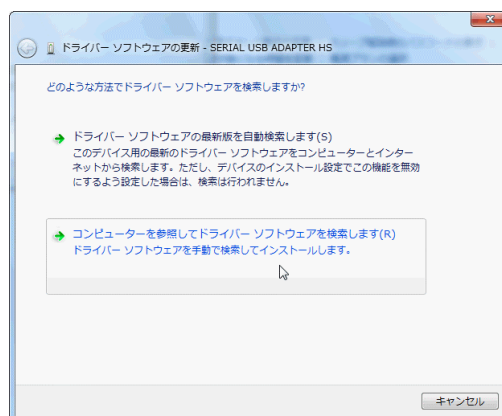 ドライバー ソフトウェアの更新 - SERIAL USB ADAPTER HS
どのような方法でドライバー ソフトウェアを検索しますか?
ドライバー ソフトウェアの最新版を自動検索します(S)
このデバイス用の最新のドライバー ソフトウェアをコンピューターとインター
ネットから検索します。ただし、デバイスのインストール設定でこの機能を無効
にするよう設定した場合は、検索は行われません。
コンピューターを参照してドライバー ソフトウェアを検索します(R)
ドライバー ソフトウェアを手動で検索してインストールします。
キャンセル